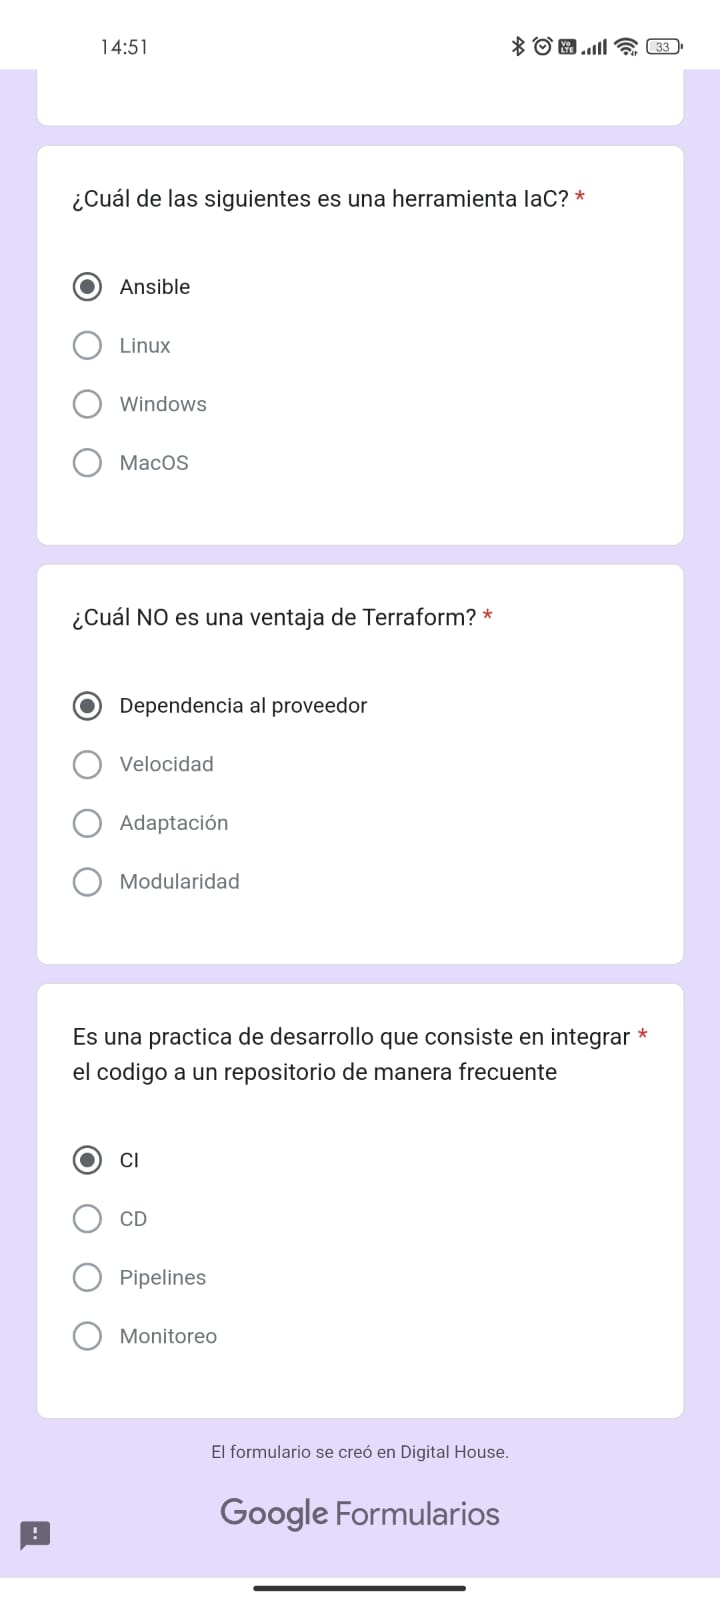 14:51
Vo LTE
33
¿Cuál de las siguientes es una herramienta IaC? *
Ansible
Linux
Windows
MacOS
¿Cuál NO es una ventaja de Terraform? *
Dependencia al proveedor
Velocidad
Adaptación
Modularidad
Es una practica de desarrollo que consiste en integrar *
el codigo a un repositorio de manera frecuente
CI
CD
Pipelines
Monitoreo
El formulario se creó en Digital House.
Google Formularios